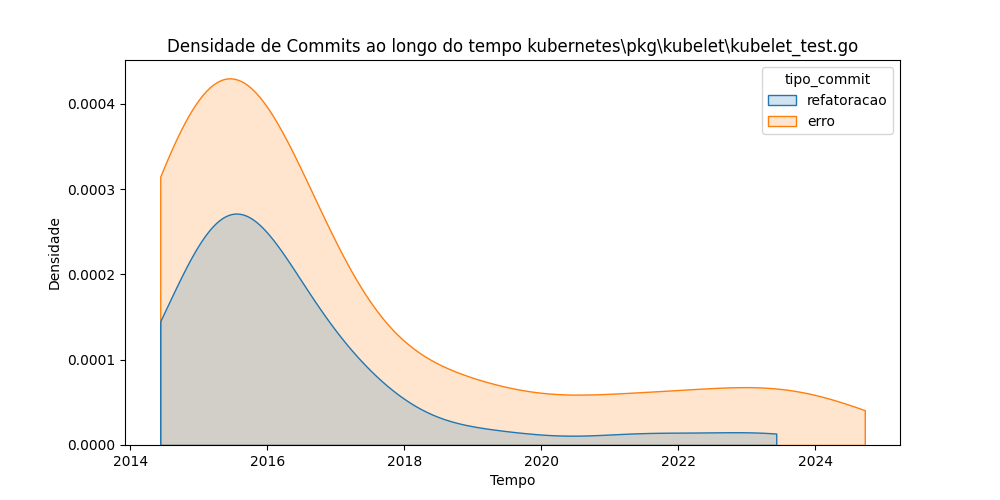 Densidade de Commits ao longo do tempo kubernetes\pkg\kubelet\kubelet_test.go
tipo_commit
refatoracao
erro
Densidade
0.0004
0.0003
0.0002
0.0001
0.0000
2014 2016 2018 2020 2022 2024
Tempo